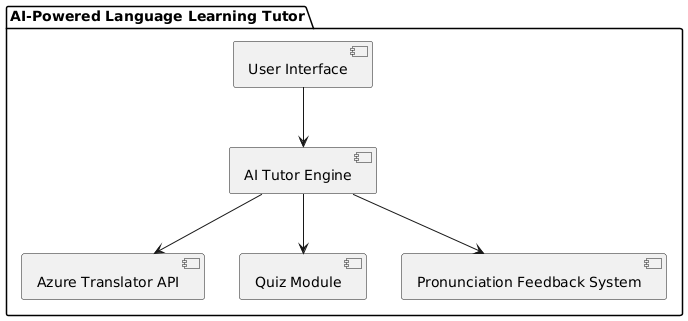 AI-Powered Language Learning Tutor
User Interface
AI Tutor Engine
Azure Translator API
Quiz Module
Pronunciation Feedback System